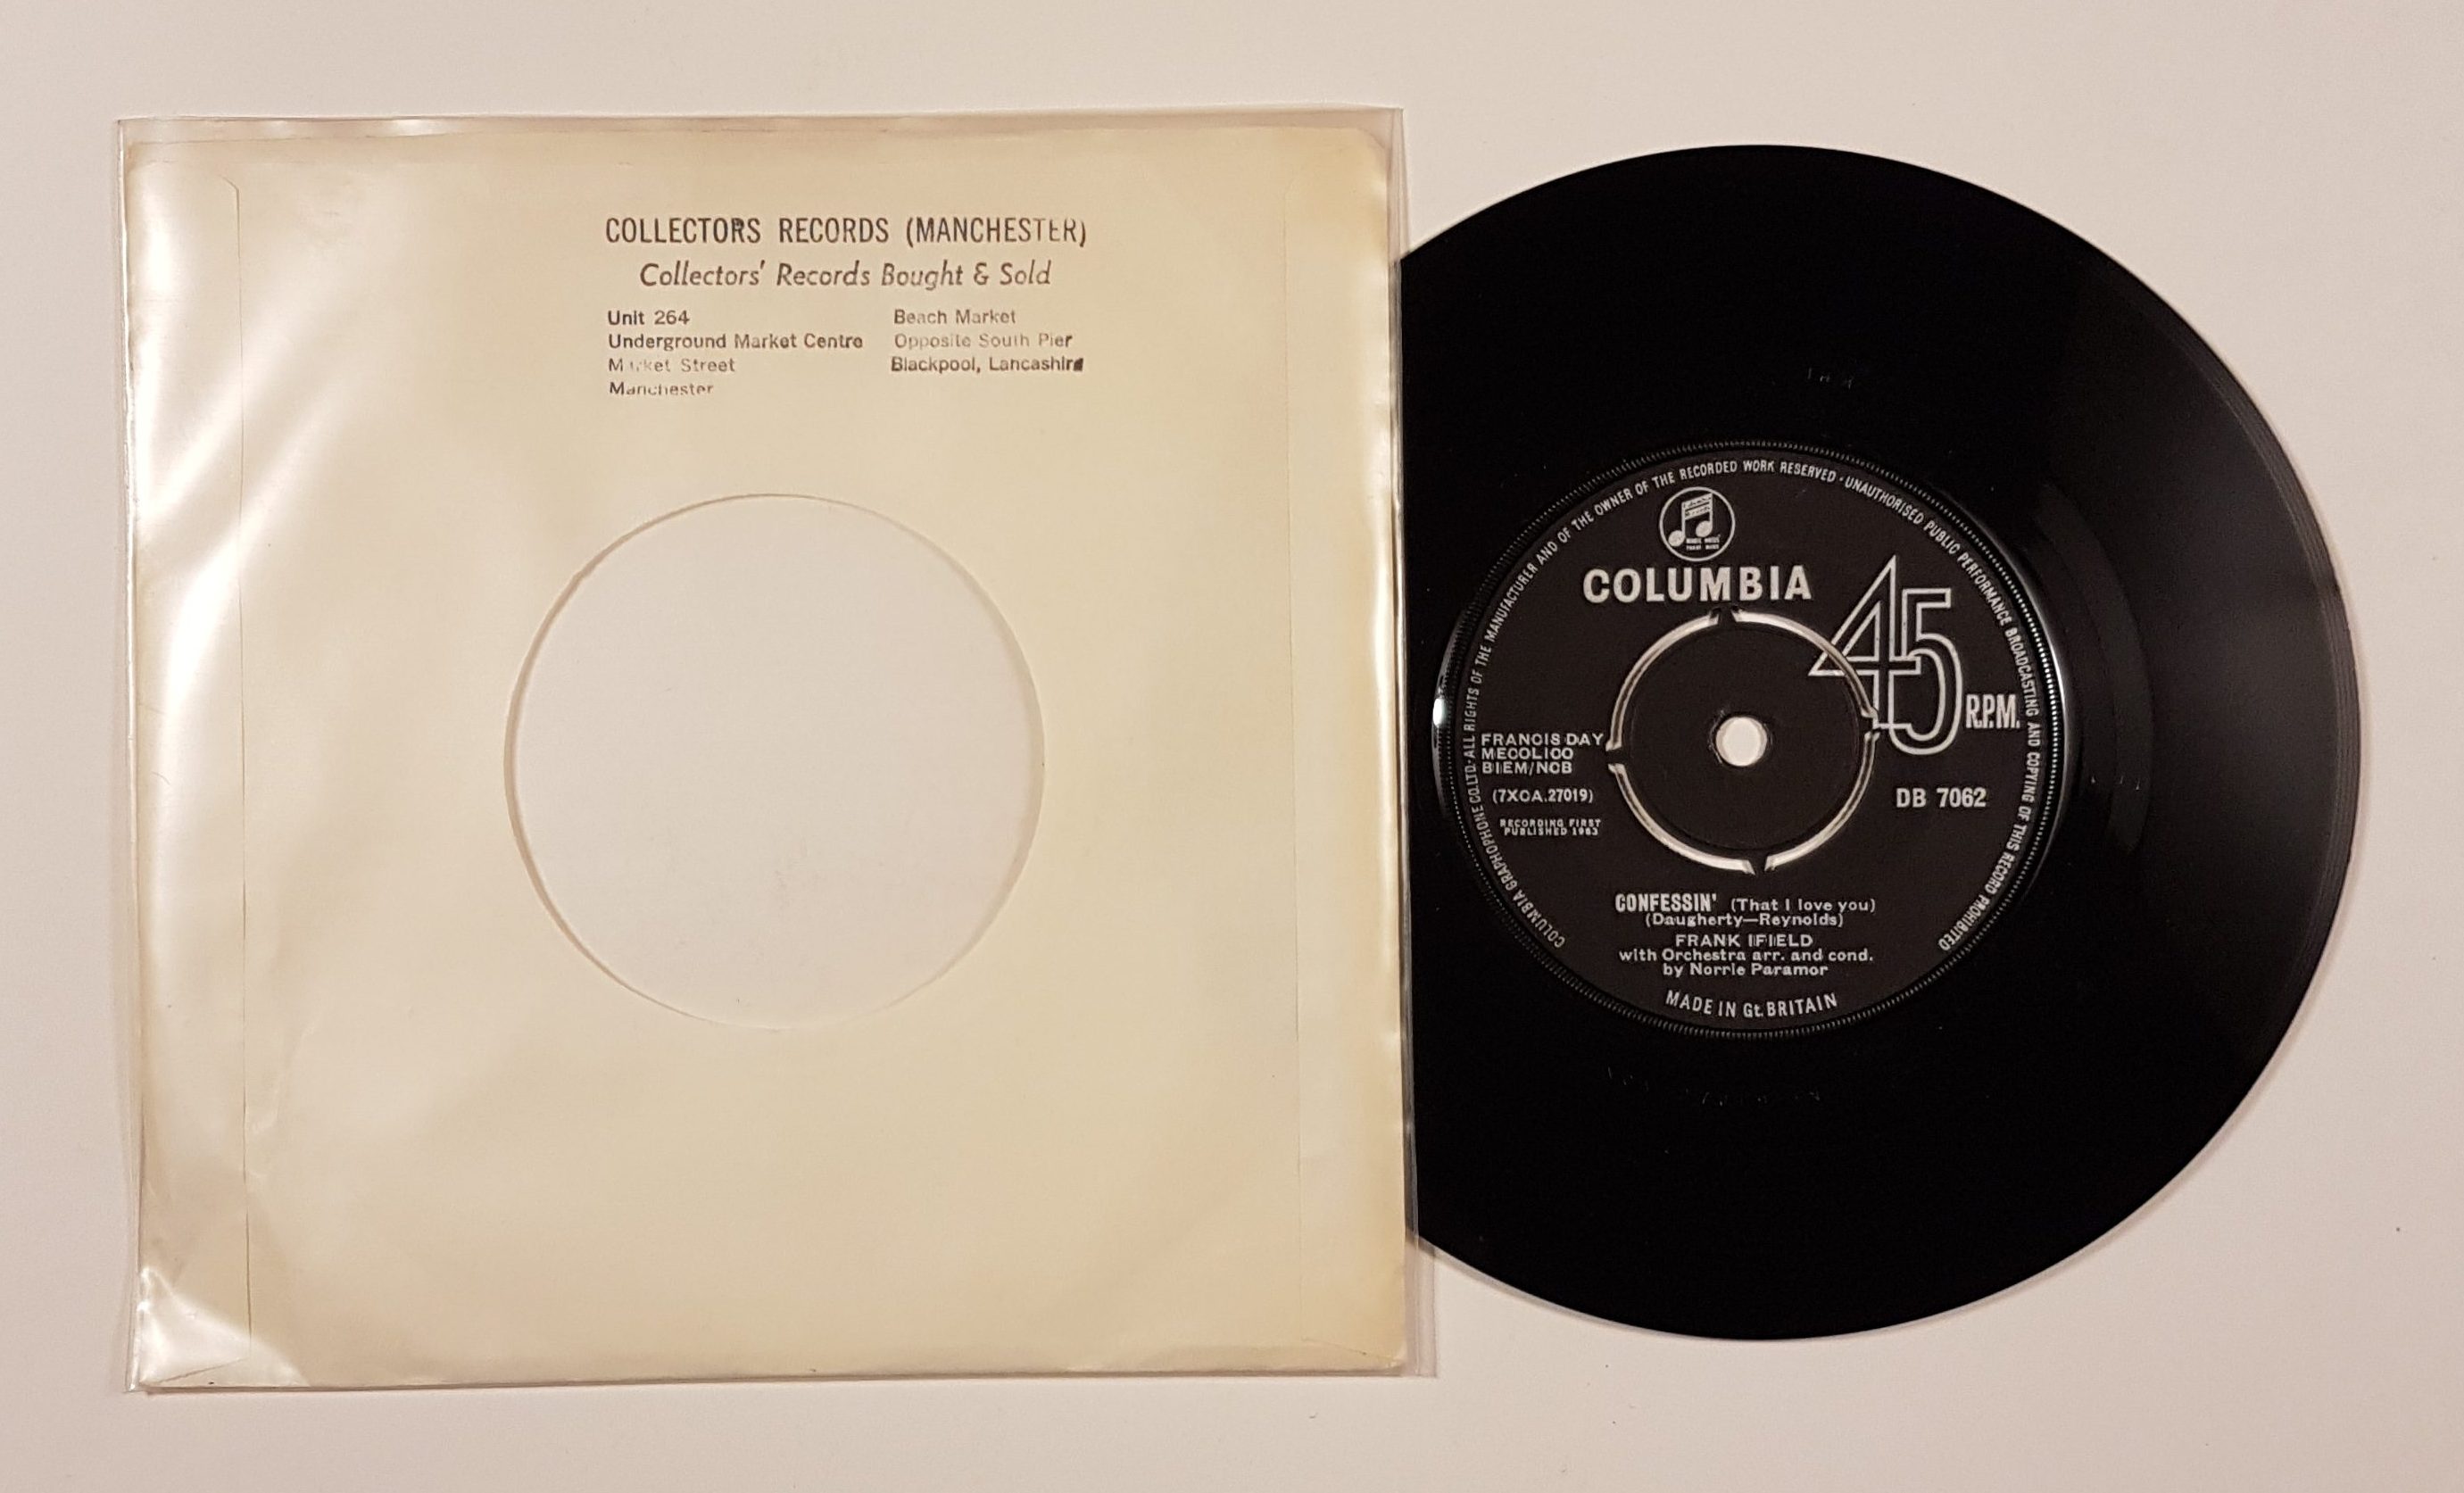 COLLECTORS RECORDS (MANCHESTER)
Collectors' Records Bought & Sold
Unit 264
Underground Market Centre
Market Street
Manchester
Beach Market
Opposite South Pier
Blackpool, Lancashire
COLUMBIA GRAPHOPHONE CO. LTD·ALL RIGHTS OF THE MANUFACTURER AND OF THE OWNER OF THE RECORDED WORK RESERVED·UNAUTHORISED PUBLIC PERFORMANCE BROADCASTING AND COPYING OF THIS RECORD PROHIBITED
COLUMBIA
45
R.P.M.
FRANCIS DAY
MECOLICO
BIEM/NCB
(7XCA.27019)
RECORDING FIRST
PUBLISHED 1963
DB 7062
CONFESSIN' (That I love you)
(Daugherty—Reynolds)
FRANK IFIELD
with Orchestra arr. and cond.
by Norrie Paramor
MADE IN Gt. BRITAIN